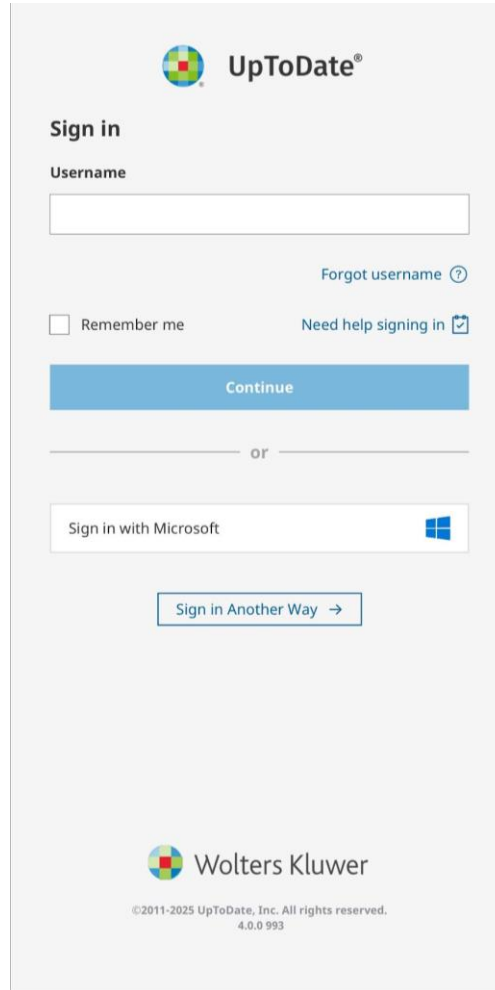 UpToDate®
Sign in
Username
Forgot username ?
Remember me
Need help signing in
Continue
or
Sign in with Microsoft
Sign in Another Way →
Wolters Kluwer
©2011-2025 UpToDate, Inc. All rights reserved.
4.0.0 993